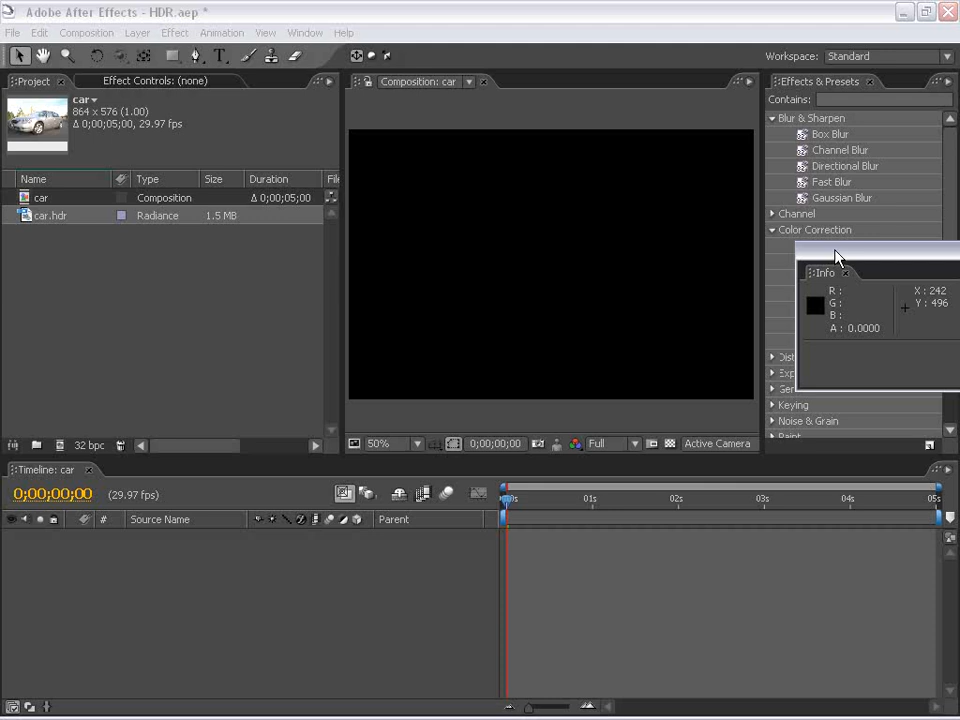 Adobe After Effects - HDR.aep *
File Edit Composition Layer Effect Animation View Window Help
Workspace: Standard
Project Effect Controls: (none)
Composition: car
Effects & Presets
car
864 x 576 (1.00)
Δ 0;00;05;00, 29.97 fps
Contains:
Blur & Sharpen
Box Blur
Channel Blur
Directional Blur
Fast Blur
Gaussian Blur
Channel
Color Correction
Name Type Size Duration
car Composition Δ 0;00;05;00
car.hdr Radiance 1.5 MB
Info
R :
G :
B :
A : 0.0000
X : 242
Y : 496
Keying
Noise & Grain
32 bpc
50% 0;00;00;00 Full Active Camera
Timeline: car
0;00;00;00 (29.97 fps)
01s 02s 03s 04s 05s
# Source Name Parent